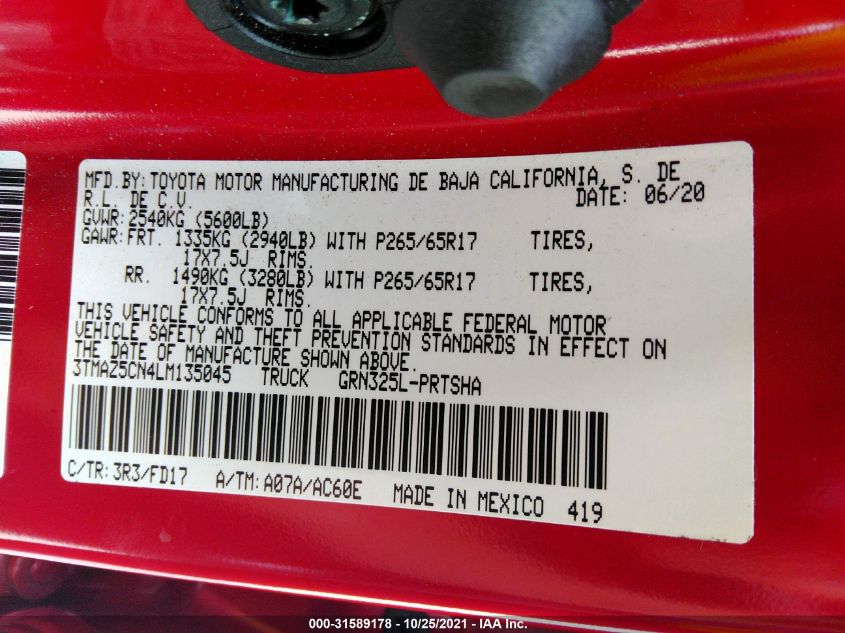 MFD.BY:TOYOTA MOTOR MANUFACTURING DE BAJA CALIFORNIA, S. DE
R.L. DE C.V. DATE: 06/20
GVWR:2540KG (5600LB)
GAWR:FRT. 1335KG (2940LB) WITH P265/65R17 TIRES,
17X7.5J RIMS.
RR. 1490KG (3280LB) WITH P265/65R17 TIRES,
17X7.5J RIMS.
THIS VEHICLE CONFORMS TO ALL APPLICABLE FEDERAL MOTOR
VEHICLE SAFETY AND THEFT PREVENTION STANDARDS IN EFFECT ON
THE DATE OF MANUFACTURE SHOWN ABOVE.
3TMAZ5CN4LM135045 TRUCK GRN325L-PRTSHA
C/TR:3R3/FD17 A/TM:A07A/AC60E MADE IN MEXICO 419
000-31589178 - 10/25/2021 - IAA Inc.